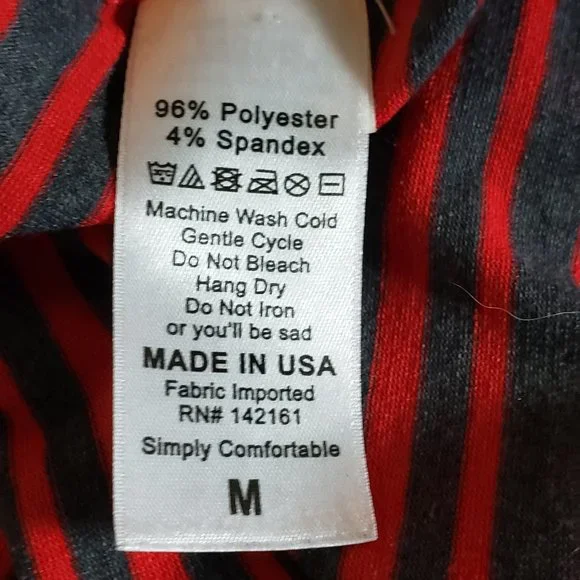 96% Polyester
4% Spandex
Machine Wash Cold
Gentle Cycle
Do Not Bleach
Hang Dry
Do Not Iron
or you'll be sad
MADE IN USA
Fabric Imported
RN# 142161
Simply Comfortable
M